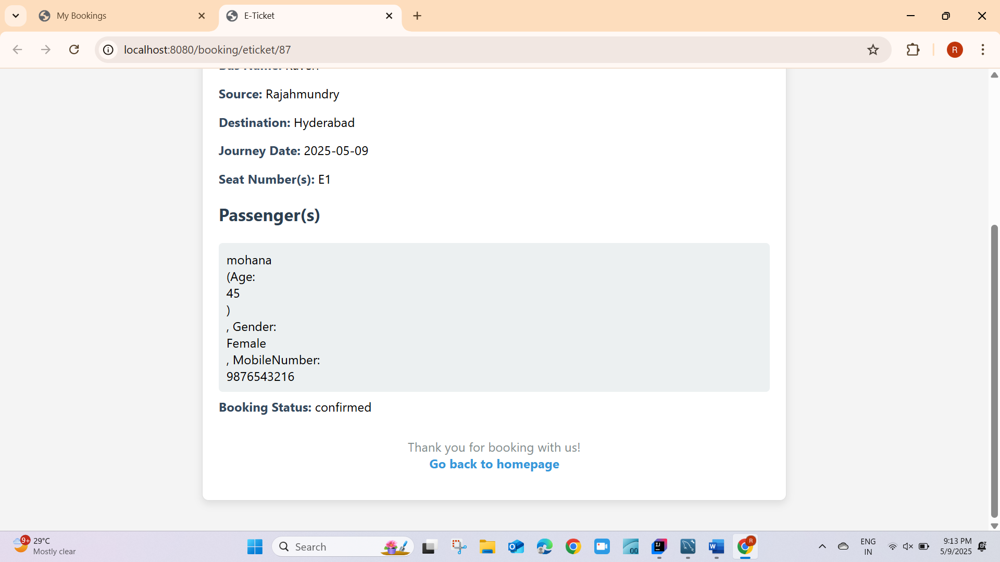 My Bookings
E-Ticket
localhost:8080/booking/eticket/87
R
Source: Rajahmundry
Destination: Hyderabad
Journey Date: 2025-05-09
Seat Number(s): E1
Passenger(s)
mohana
(Age:
45
)
, Gender:
Female
, MobileNumber:
9876543216
Booking Status: confirmed
Thank you for booking with us!
Go back to homepage
9+
29°C
Mostly clear
Search
ENG
IN
9:13 PM
5/9/2025